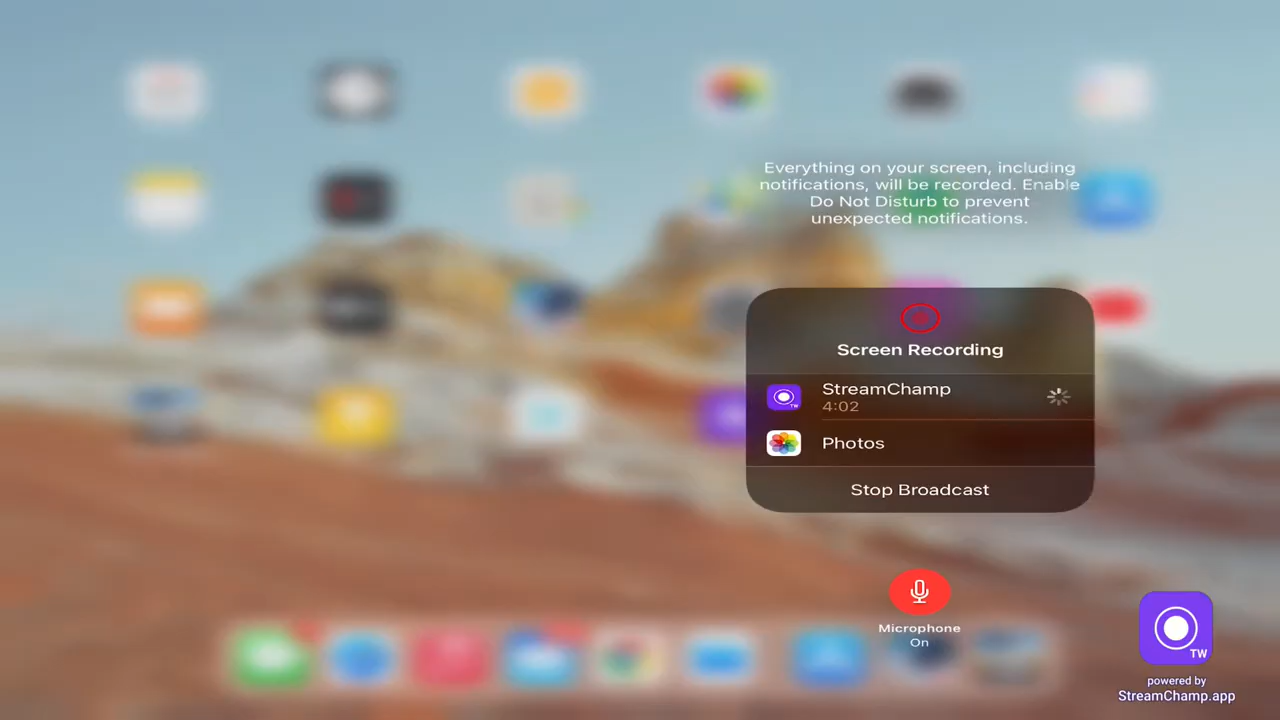 Everything on your screen, including
notifications, will be recorded. Enable
Do Not Disturb to prevent
unexpected notifications.
Screen Recording
StreamChamp
4:02
Photos
Stop Broadcast
Microphone
On
TW
powered by
StreamChamp.app